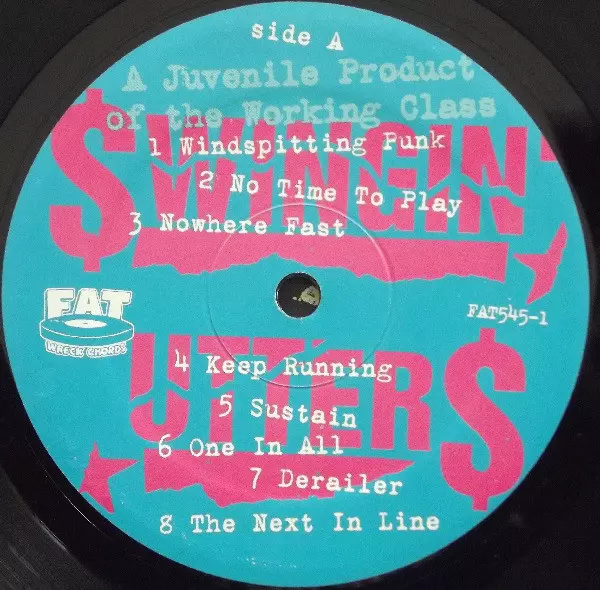 side A
A Juvenile Product
of the Working Class
$WINGIN'
1 Windspitting Punk
2 No Time To Play
3 Nowhere Fast
FAT
WRECK CHORDS
FAT545-1
UTTER$
4 Keep Running
5 Sustain
6 One In All
7 Derailer
8 The Next In Line